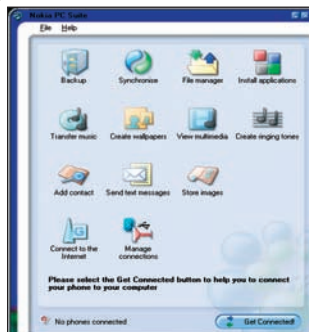 Nokia PC Suite
File Help
Backup Synchronise File manager Install applications
Transfer music Create wallpapers View multimedia Create ringing tones
Add contact Send text messages Store images
Connect to the Internet
Manage connections
Please select the Get Connected button to help you to connect
your phone to your computer
No phones connected Get Connected!